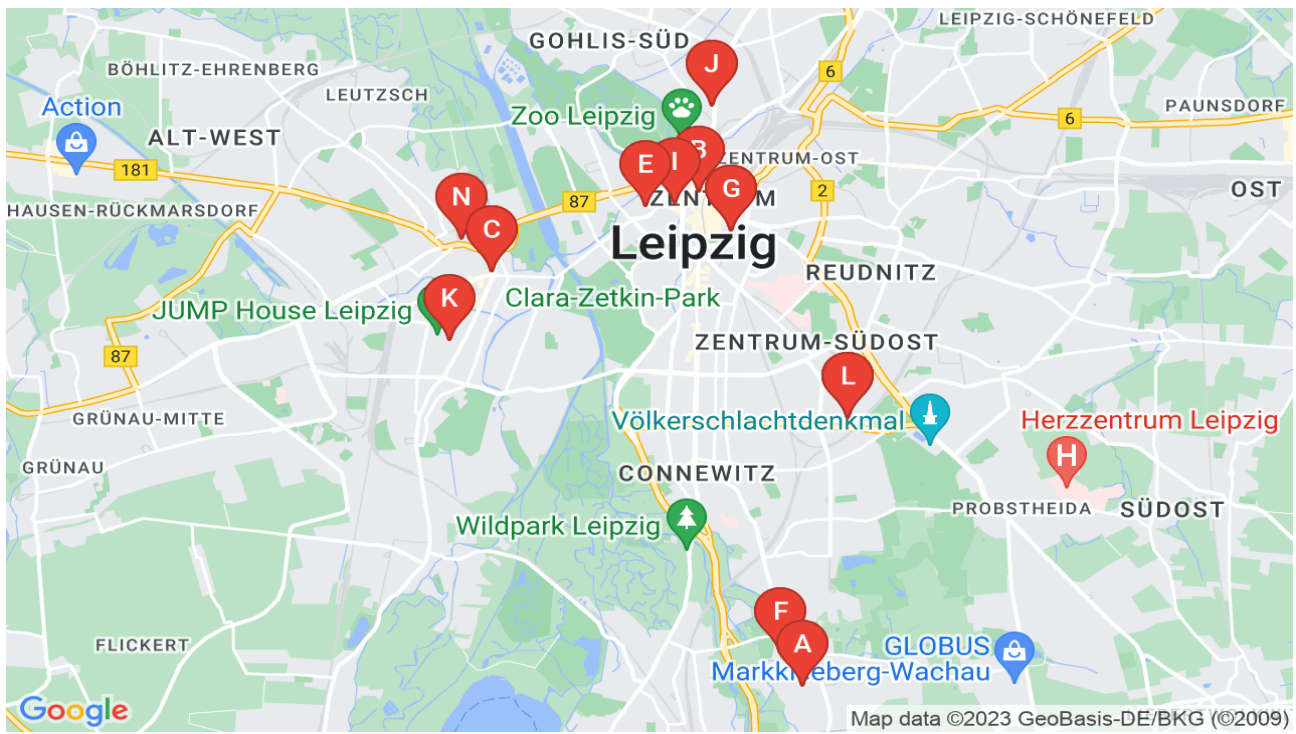 LEIPZIG-SCHÖNEFELD
GOHLIS-SÜD
BÖHLITZ-EHRENBERG
J
6
LEUTZSCH
Action
Zoo Leipzig
PAUNSDORF
6
ALT-WEST
181
E
I
B
ZENTRUM-OST
N
87
G
2
OST
HAUSEN-RÜCKMARSDORF
C
Leipzig
REUDNITZ
K
Clara-Zetkin-Park
JUMP House Leipzig
87
ZENTRUM-SÜDOST
L
GRÜNAU-MITTE
Völkerschlachtdenkmal
Herzzentrum Leipzig
H
GRÜNAU
CONNEWITZ
PROBSTHEIDA
SÜDOST
Wildpark Leipzig
F
FLICKERT
A
GLOBUS
Google
Map data ©2023 GeoBasis-DE/BKG (©2009)